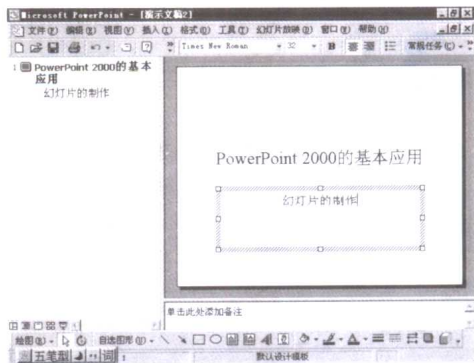 Microsoft PowerPoint - [演示文稿2]
文件(F) 编辑(E) 视图(V) 插入(I) 格式(O) 工具(T) 幻灯片放映(D) 窗口(W) 帮助(H)
Times New Roman 32 B 常规任务(C)
1 PowerPoint 2000的基本应用
幻灯片的制作
PowerPoint 2000的基本应用
幻灯片的制作
单击此处添加备注
绘图(R) 自选图形(U)
五笔型 词 默认设计模板